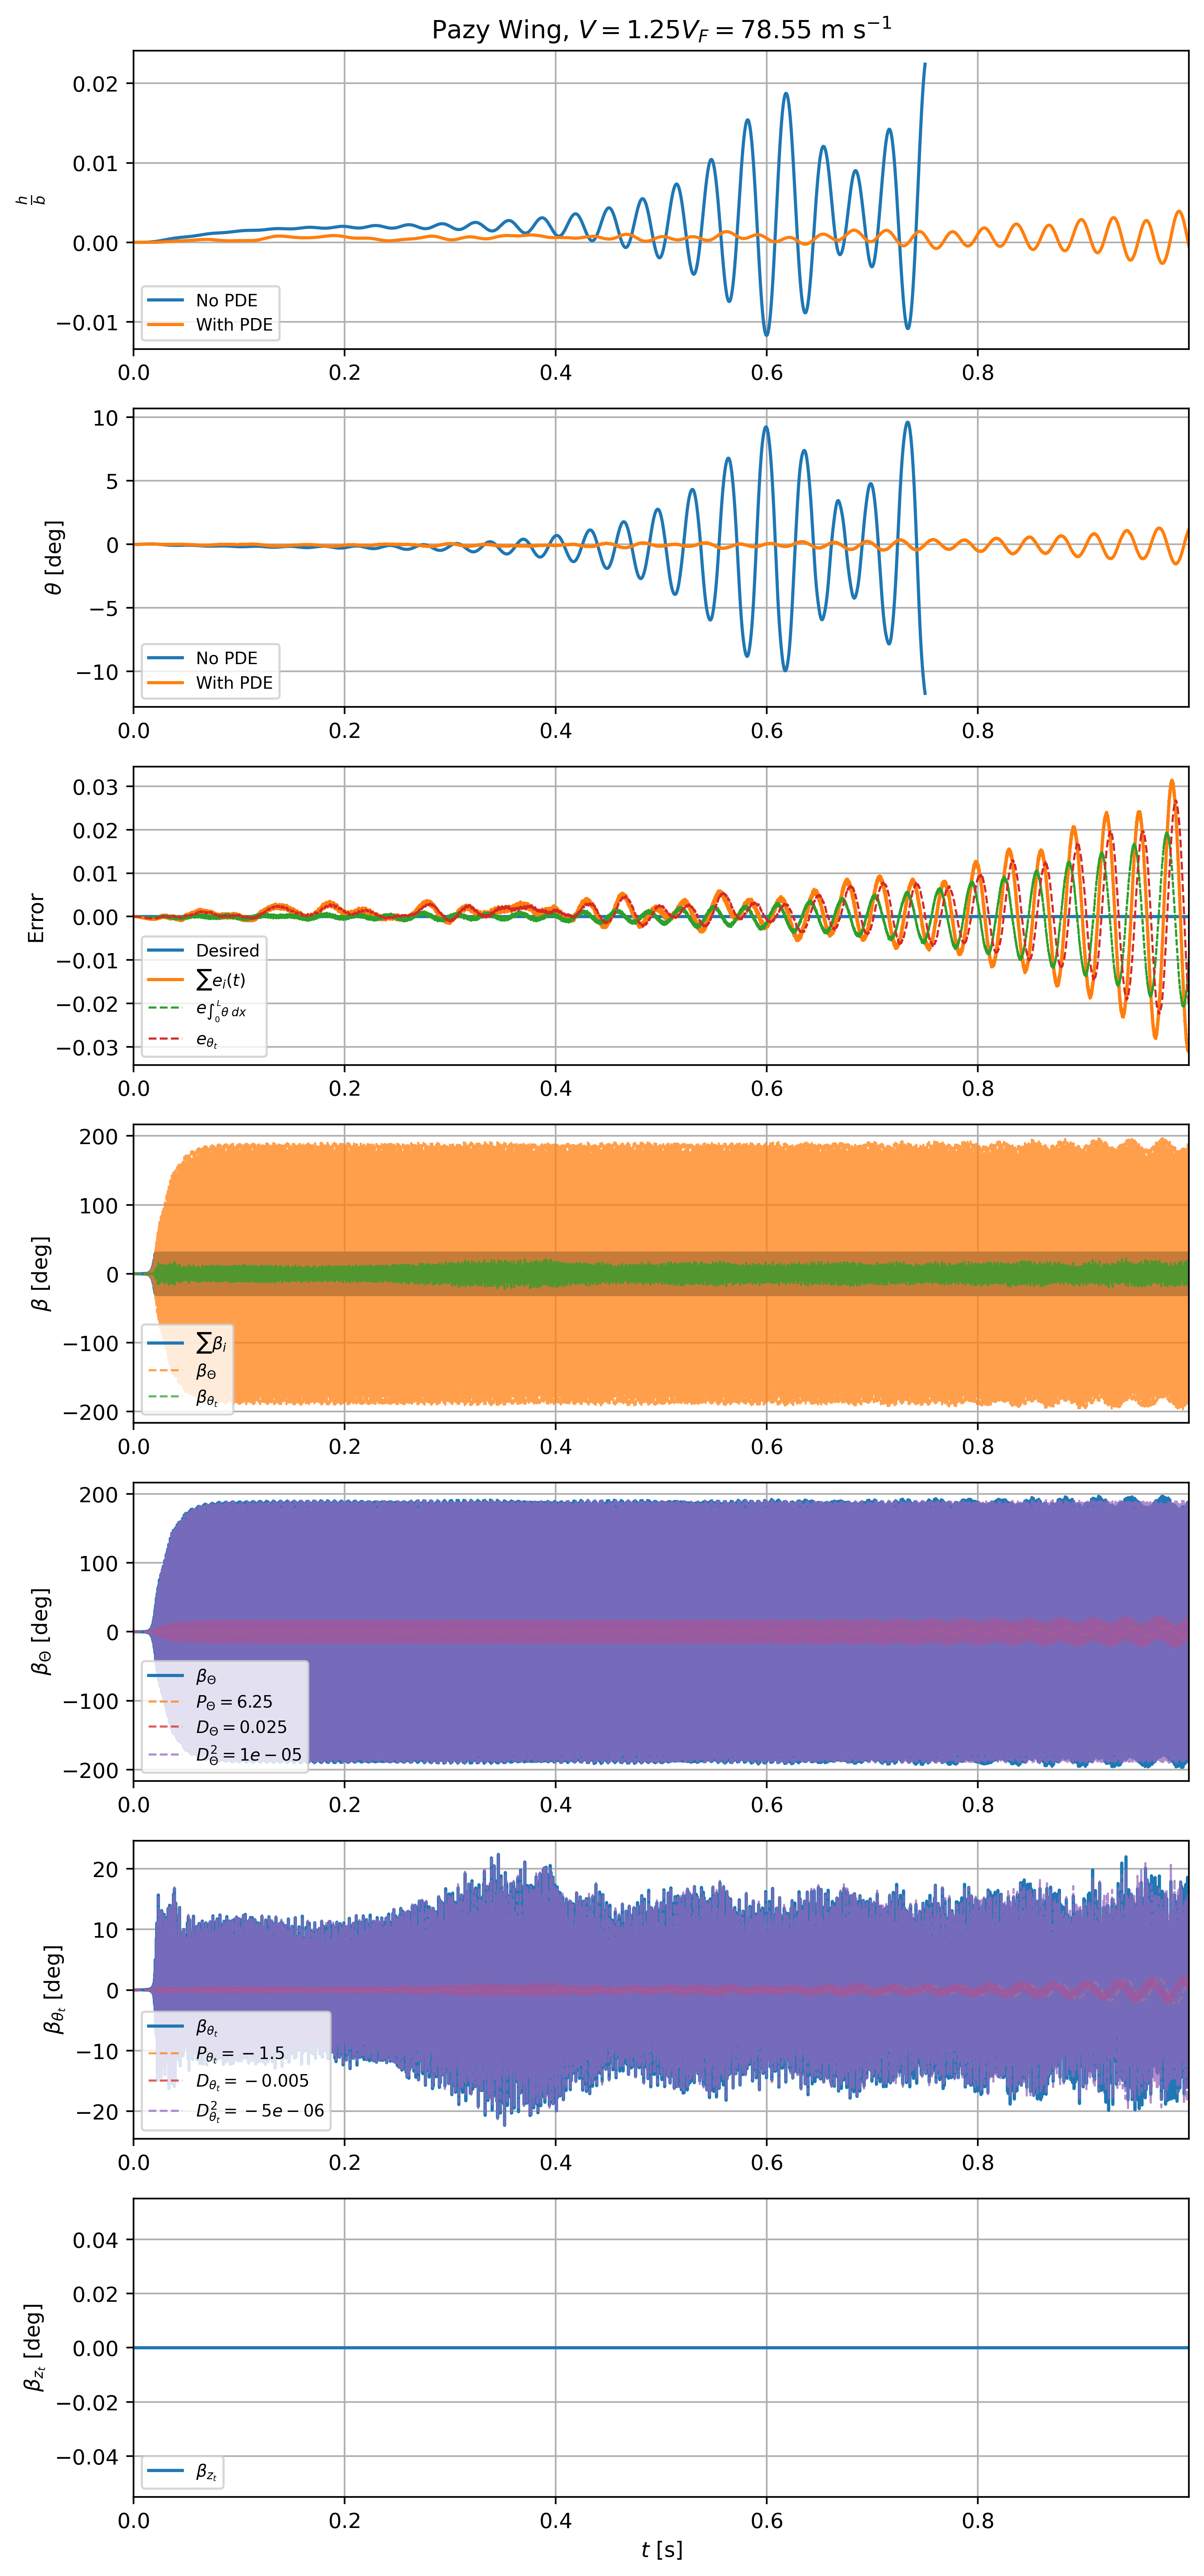 Pazy Wing, V = 1.25V_F = 78.55 m s⁻¹
h/b
0.02
0.01
0.00
−0.01
No PDE
With PDE
0.0 0.2 0.4 0.6 0.8
θ [deg]
10
5
0
−5
−10
No PDE
With PDE
0.0 0.2 0.4 0.6 0.8
Error
0.03
0.02
0.01
0.00
−0.01
−0.02
−0.03
Desired
∑e_i(t)
e_{∫_0^L θ dx}
e_{θ_t}
0.0 0.2 0.4 0.6 0.8
β [deg]
200
100
0
−100
−200
∑β_i
β_Θ
β_{θ_t}
0.0 0.2 0.4 0.6 0.8
β_Θ [deg]
200
100
0
−100
−200
β_Θ
P_Θ = 6.25
D_Θ = 0.025
D_Θ^2 = 1e − 05
0.0 0.2 0.4 0.6 0.8
β_{θ_t} [deg]
20
10
0
−10
−20
β_{θ_t}
P_{θ_t} = −1.5
D_{θ_t} = −0.005
D_{θ_t}^2 = −5e − 06
0.0 0.2 0.4 0.6 0.8
β_{z_t} [deg]
0.04
0.02
0.00
−0.02
−0.04
β_{z_t}
0.0 0.2 0.4 0.6 0.8
t [s]